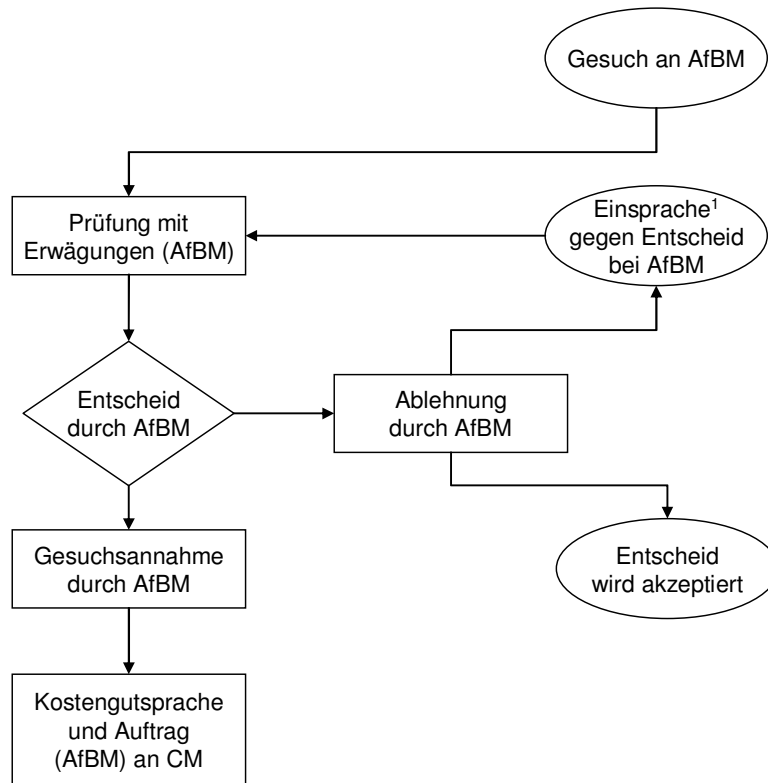 Gesuch an AfBM
Prüfung mit
Erwägungen (AfBM)
Einsprache¹
gegen Entscheid
bei AfBM
Entscheid
durch AfBM
Ablehnung
durch AfBM
Gesuchsannahme
durch AfBM
Entscheid
wird akzeptiert
Kostengutsprache
und Auftrag
(AfBM) an CM